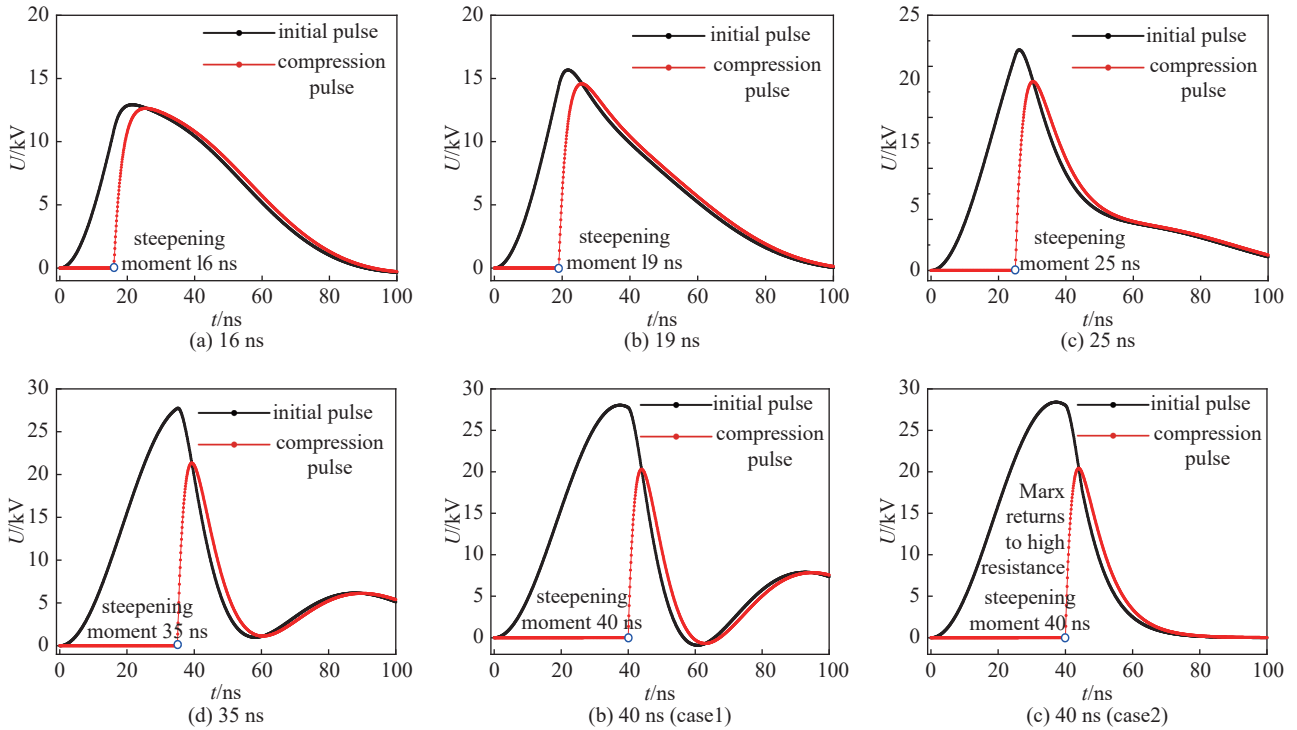 20
15
10
5
0
U/kV
initial pulse
compression
pulse
steepening
moment 16 ns
0 20 40 60 80 100
t/ns
(a) 16 ns
20
15
10
5
0
U/kV
initial pulse
compression
pulse
steepening
moment 19 ns
0 20 40 60 80 100
t/ns
(b) 19 ns
25
20
15
10
5
0
U/kV
initial pulse
compression
pulse
steepening
moment 25 ns
0 20 40 60 80 100
t/ns
(c) 25 ns
30
25
20
15
10
5
0
U/kV
initial pulse
compression
pulse
steepening
moment 35 ns
0 20 40 60 80 100
t/ns
(d) 35 ns
30
25
20
15
10
5
0
U/kV
initial pulse
compression
pulse
steepening
moment 40 ns
0 20 40 60 80 100
t/ns
(b) 40 ns (case1)
30
25
20
15
10
5
0
U/kV
initial pulse
compression
pulse
Marx
returns
to high
resistance
steepening
moment 40 ns
0 20 40 60 80 100
t/ns
(c) 40 ns (case2)